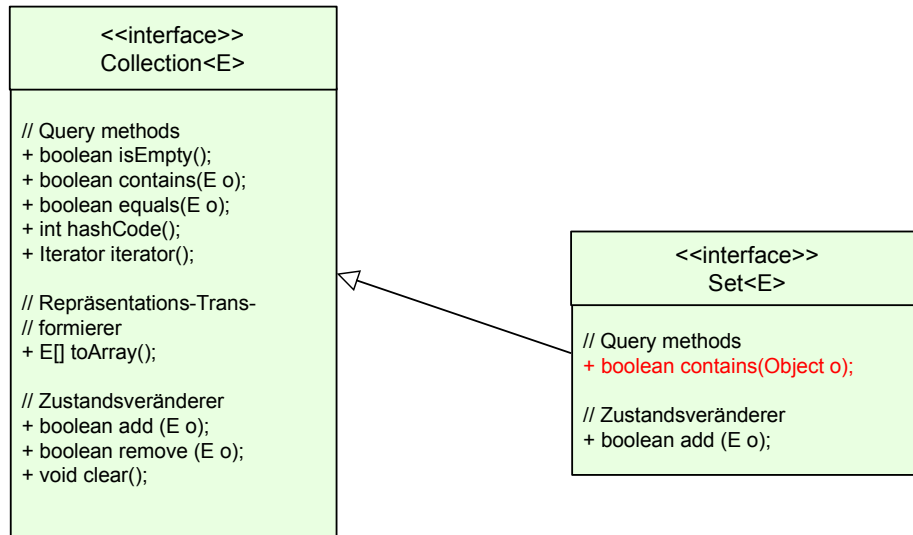 <<interface>>
Collection<E>
// Query methods
+ boolean isEmpty();
+ boolean contains(E o);
+ boolean equals(E o);
+ int hashCode();
+ Iterator iterator();
// Repräsentations-Trans-
// formierer
+ E[] toArray();
// Zustandsveränderer
+ boolean add (E o);
+ boolean remove (E o);
+ void clear();
<<interface>>
Set<E>
// Query methods
+ boolean contains(Object o);
// Zustandsveränderer
+ boolean add (E o);